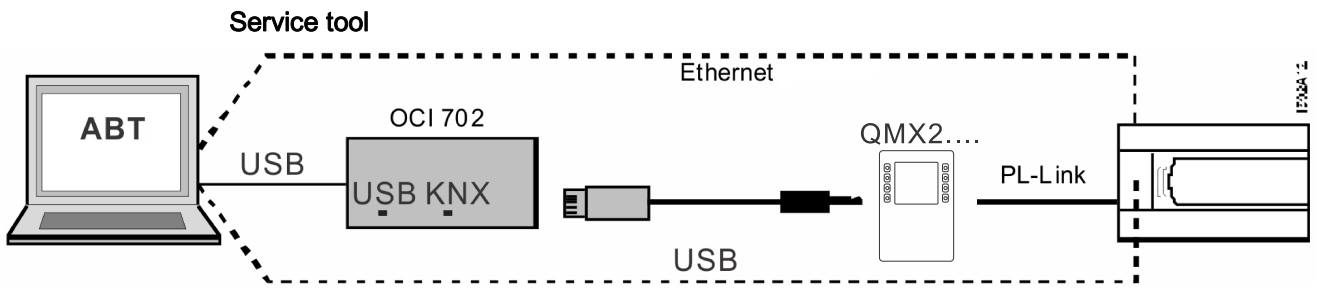 Service tool
Ethernet
OCI 702
QMX2....
ABT
USB
PL-Link
USB KNX
USB